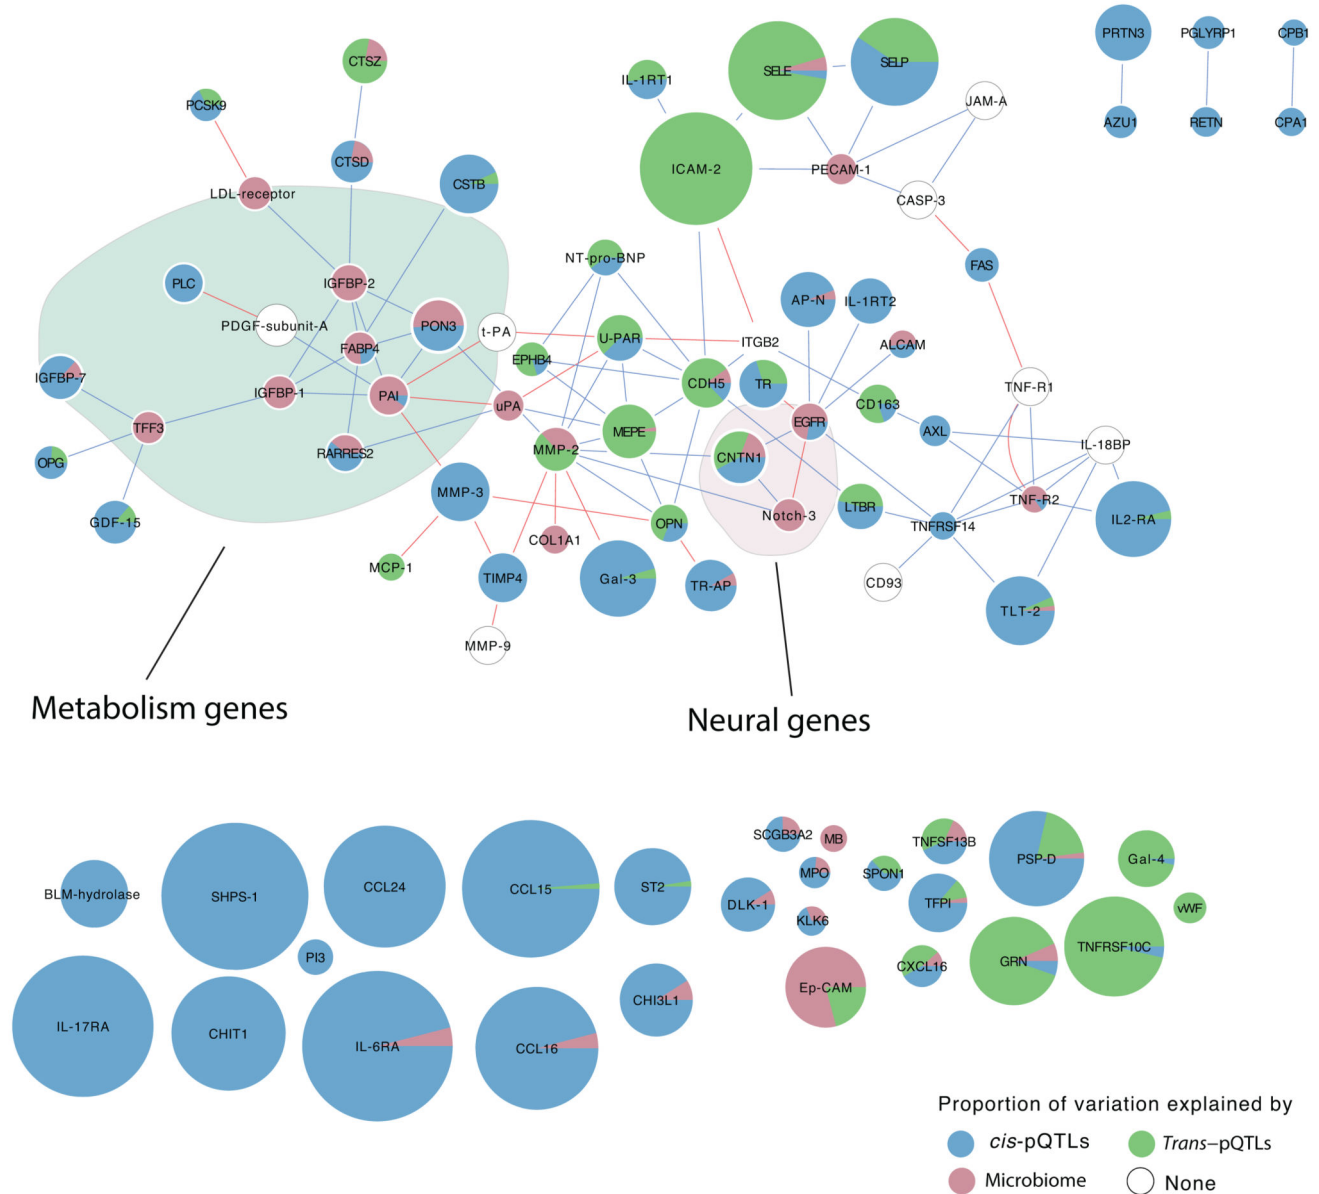 PRTN3
PGLYRP1
CPB1
CTSZ
IL-1RT1
SELE
SELP
PCSK9
JAM-A
AZU1
RETN
CPA1
CTSD
CSTB
ICAM-2
PECAM-1
LDL-receptor
CASP-3
NT-pro-BNP
FAS
PLC
IGFBP-2
AP-N
IL-1RT2
PDGF-subunit-A
PON3
t-PA
U-PAR
ITGB2
ALCAM
FABP4
EPHB4
IGFBP-7
IGFBP-1
PAI
CDH5
TR
TNF-R1
uPA
CD163
TFF3
EGFR
AXL
MEPE
IL-18BP
RARRES2
MMP-2
CNTN1
OPG
MMP-3
TNF-R2
GDF-15
OPN
Notch-3
LTBR
TNFRSF14
IL2-RA
COL1A1
MCP-1
TIMP4
Gal-3
TR-AP
CD93
TLT-2
MMP-9
Metabolism genes
Neural genes
SCGB3A2
MB
TNFSF13B
BLM-hydrolase
SHPS-1
CCL24
CCL15
ST2
MPO
SPON1
PSP-D
Gal-4
DLK-1
TFPI
KLK6
vWF
PI3
TNFRSF10C
CXCL16
GRN
IL-17RA
CHIT1
IL-6RA
CCL16
CHI3L1
Ep-CAM
Proportion of variation explained by
cis-pQTLs
Trans–pQTLs
Microbiome
None